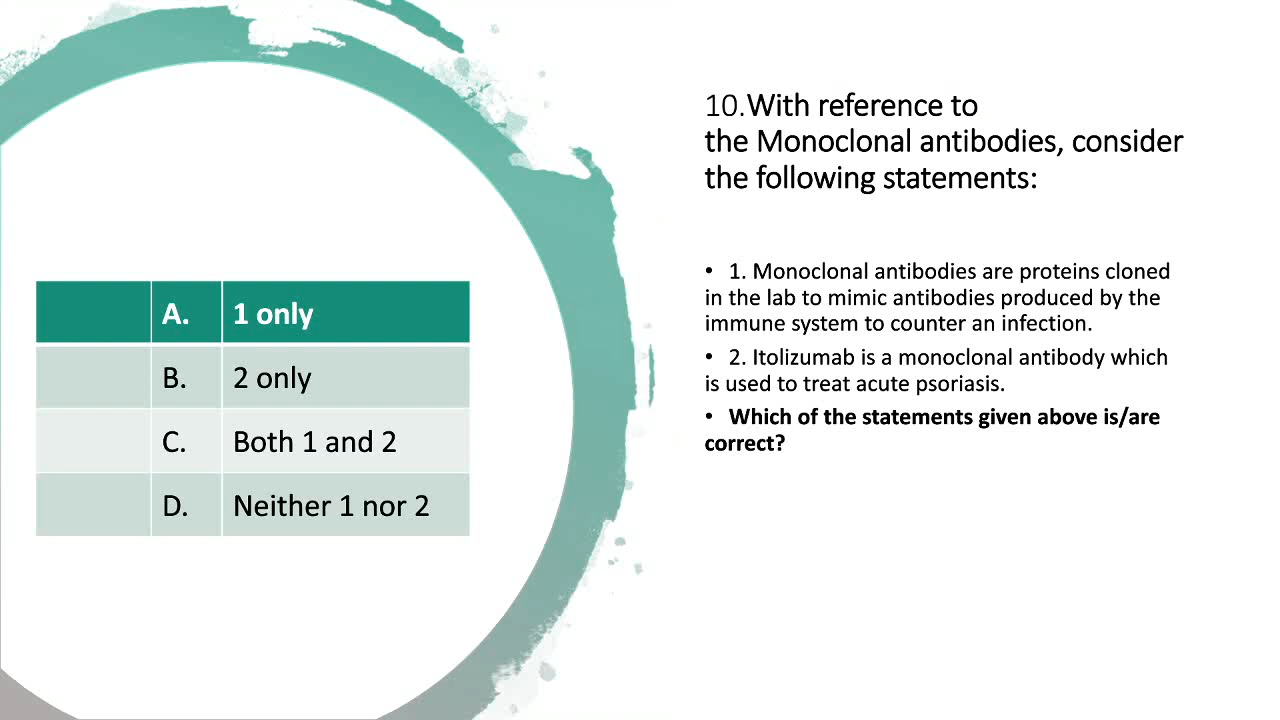 10.With reference to
the Monoclonal antibodies, consider
the following statements:
• 1. Monoclonal antibodies are proteins cloned
in the lab to mimic antibodies produced by the
immune system to counter an infection.
• 2. Itolizumab is a monoclonal antibody which
is used to treat acute psoriasis.
• Which of the statements given above is/are
correct?
A. 1 only
B. 2 only
C. Both 1 and 2
D. Neither 1 nor 2